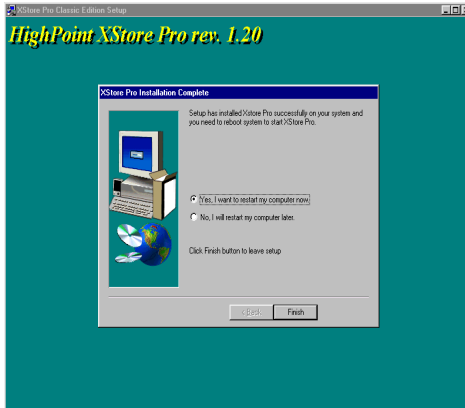 XStore Pro Classic Edition Setup
HighPoint XStore Pro rev. 1.20
XStore Pro Installation Complete
Setup has installed Xstore Pro successfully on your system and
you need to reboot system to start XStore Pro.
Yes, I want to restart my computer now.
No, I will restart my computer later.
Click Finish button to leave setup
< Back
Finish